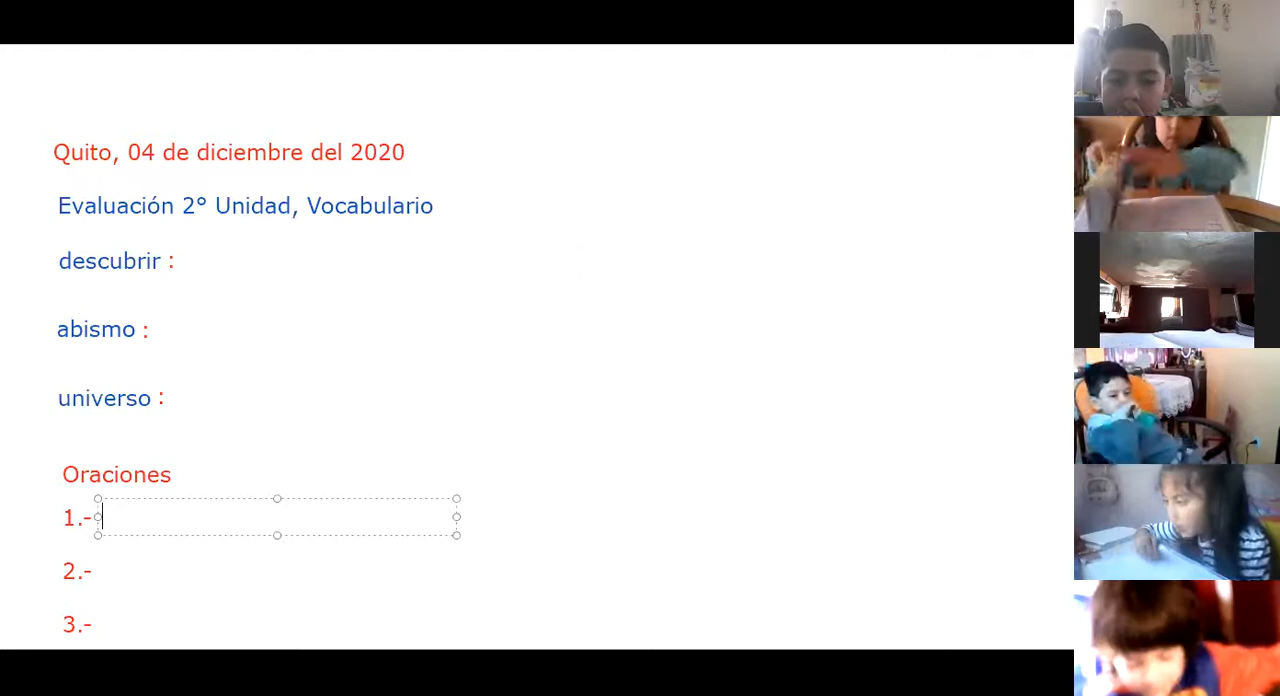 Quito, 04 de diciembre del 2020
Evaluación 2° Unidad, Vocabulario
descubrir :
abismo :
universo :
Oraciones
1.-
2.-
3.-